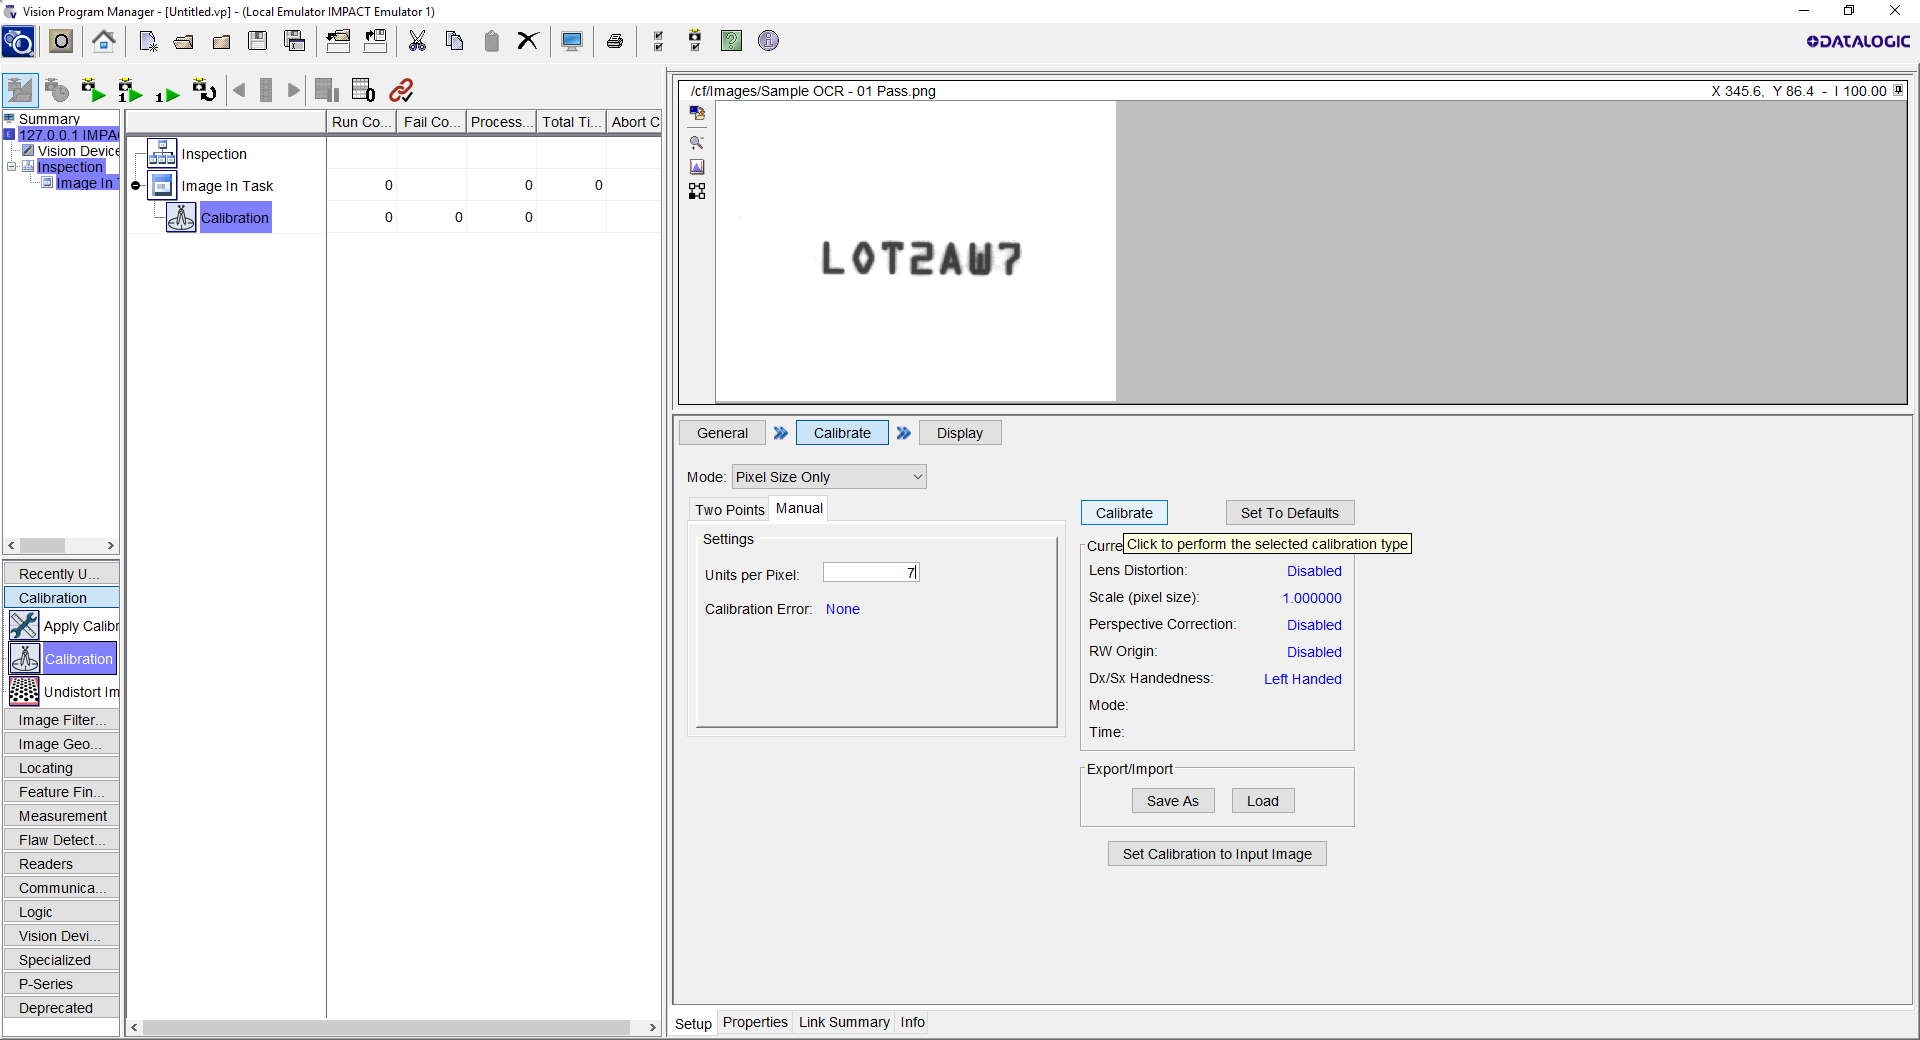 Vision Program Manager - [Untitled.vp] - (Local Emulator IMPACT Emulator 1)
DATALOGIC
Summary
127.0.0.1 IMPA
Vision Device
Inspection
Image In
Run Co... Fail Co... Process... Total Ti... Abort C
Inspection
Image In Task 0 0 0
Calibration 0 0 0
/cf/Images/Sample OCR - 01 Pass.png X 345.6, Y 86.4 - I 100.00
LOT2AW7
Recently U...
Calibration
Apply Calibr
Calibration
Undistort Im
Image Filter...
Image Geo...
Locating
Feature Fin...
Measurement
Flaw Detect...
Readers
Communica...
Logic
Vision Devi...
Specialized
P-Series
Deprecated
General Calibrate Display
Mode: Pixel Size Only
Two Points Manual
Settings
Units per Pixel: 7
Calibration Error: None
Calibrate Set To Defaults
Curre
Click to perform the selected calibration type
Lens Distortion: Disabled
Scale (pixel size): 1.000000
Perspective Correction: Disabled
RW Origin: Disabled
Dx/Sx Handedness: Left Handed
Mode:
Time:
Export/Import
Save As Load
Set Calibration to Input Image
Setup Properties Link Summary Info